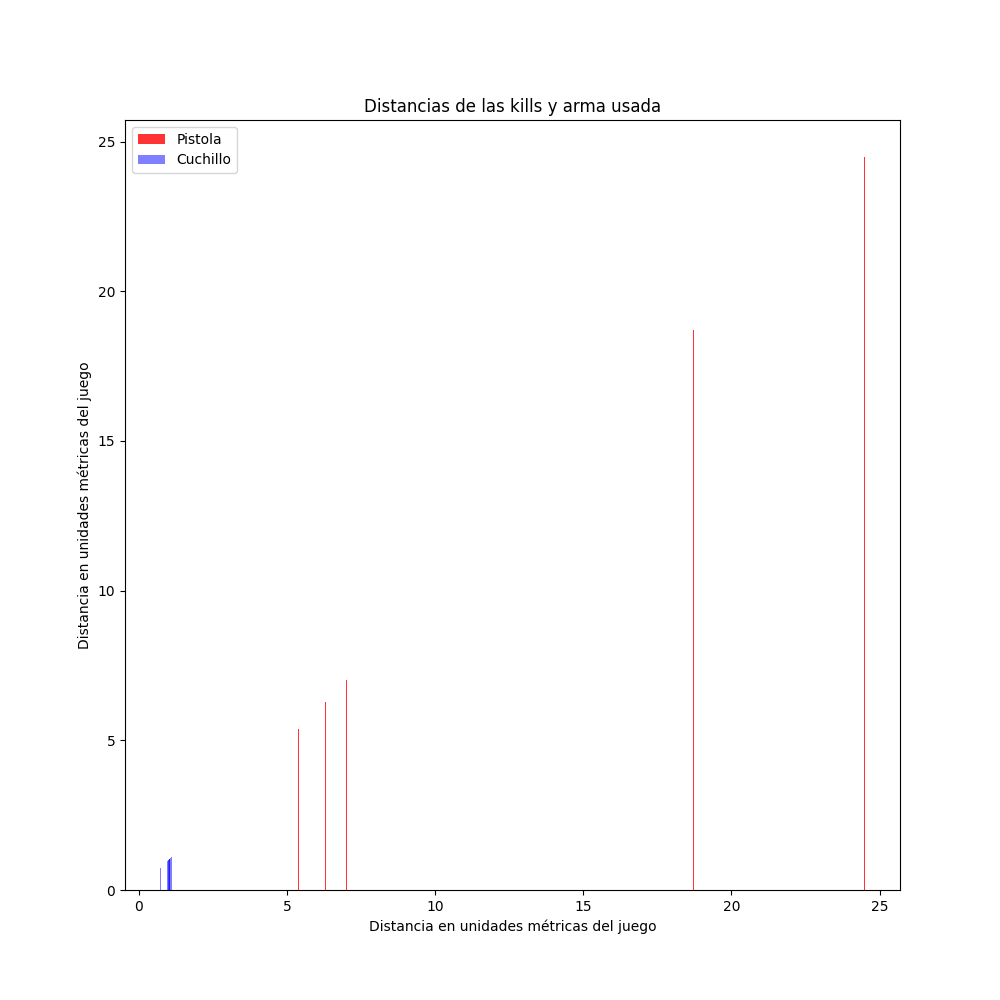 Distancias de las kills y arma usada
Pistola
Cuchillo
Distancia en unidades métricas del juego
25
20
15
10
5
0
0 5 10 15 20 25
Distancia en unidades métricas del juego